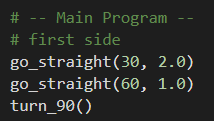 # -- Main Program --
# first side
go_straight(30, 2.0)
go_straight(60, 1.0)
turn_90()